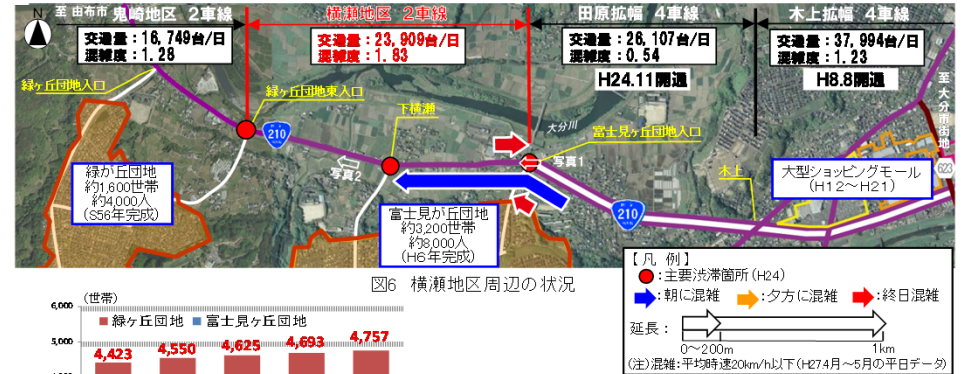 N
至 由布市
鬼崎地区 2車線
横瀬地区 2車線
田原拡幅 4車線
木上拡幅 4車線
交通量:16,749台/日
混雑度:1.28
交通量:23,909台/日
混雑度:1.83
交通量:26,107台/日
混雑度:0.54
交通量:37,994台/日
混雑度:1.23
H24.11開通
H8.8開通
至大分市街地
緑ヶ丘団地入口
緑ヶ丘団地東入口
下横瀬
大分川
富士見ヶ丘団地入口
210
写真2
写真1
木上
大型ショッピングモール
(H12~H21)
623
210
緑が丘団地
約1,600世帯
約4,000人
(S56年完成)
富士見が丘団地
約3,200世帯
約8,000人
(H6年完成)
図6 横瀬地区周辺の状況
【凡 例】
:主要渋滞箇所(H24)
:朝に混雑
:夕方に混雑
:終日混雑
延長:
0~200m
1km
(注)混雑:平均時速20km/h以下(H27.4月~5月の平日データ)
(世帯)
6,000
緑ヶ丘団地
富士見ヶ丘団地
5,000
4,423
4,550
4,625
4,693
4,757